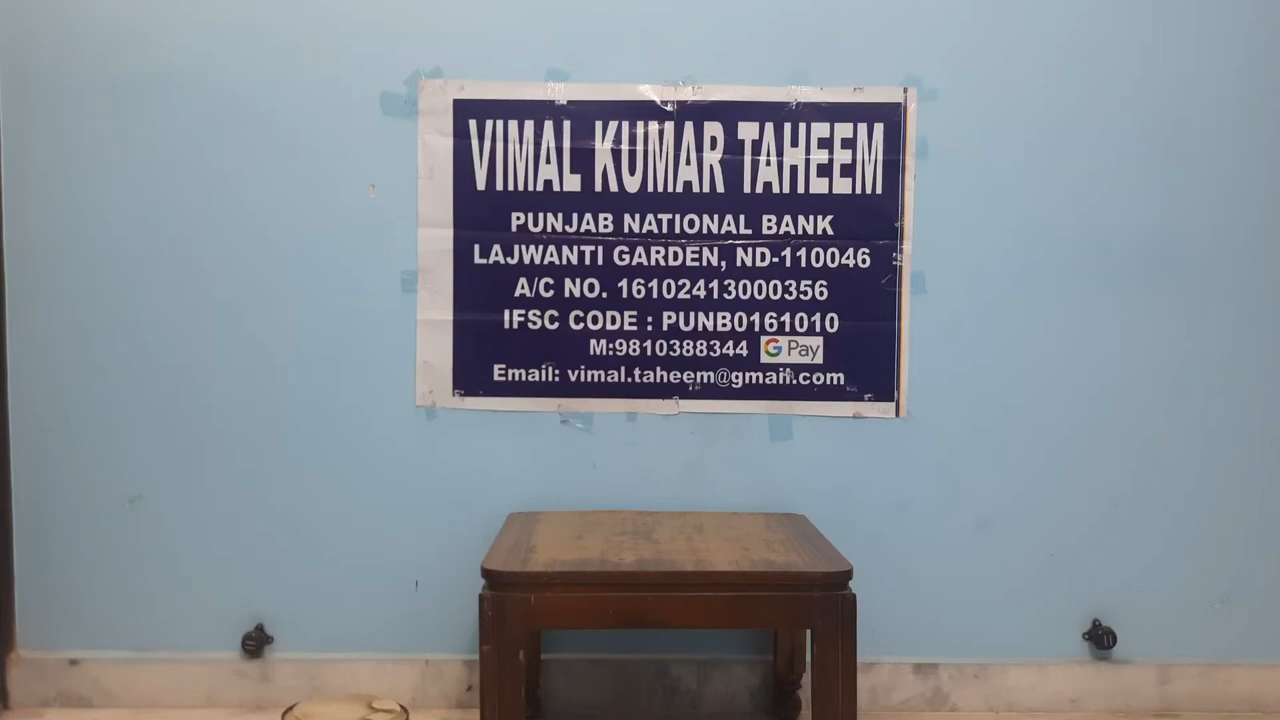 VIMAL KUMAR TAHEEM
PUNJAB NATIONAL BANK
LAJWANTI GARDEN, ND-110046
A/C NO. 16102413000356
IFSC CODE : PUNB0161010
M:9810388344 G Pay
Email: vimal.taheem@gmail.com